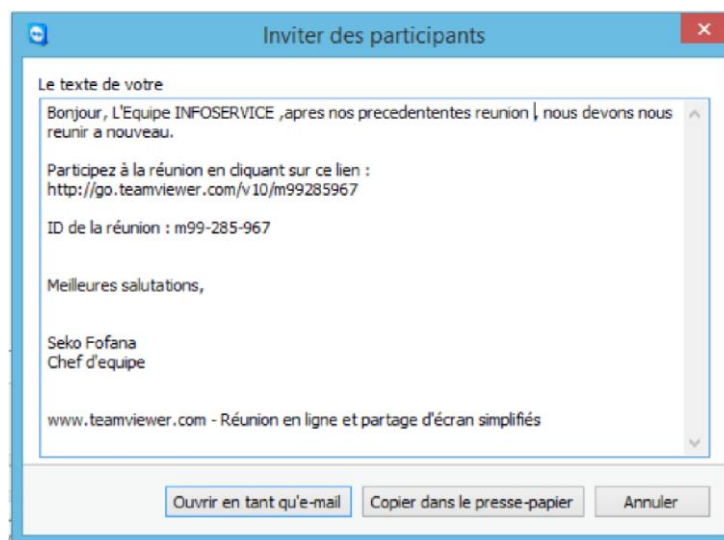 Inviter des participants
Le texte de votre
Bonjour, L'Equipe INFOSERVICE ,apres nos precedententes reunion , nous devons nous
reunir a nouveau.
Participez à la réunion en cliquant sur ce lien :
http://go.teamviewer.com/v10/m99285967
ID de la réunion : m99-285-967
Meilleures salutations,
Seko Fofana
Chef d'equipe
www.teamviewer.com - Réunion en ligne et partage d'écran simplifiés
Ouvrir en tant qu'e-mail Copier dans le presse-papier Annuler